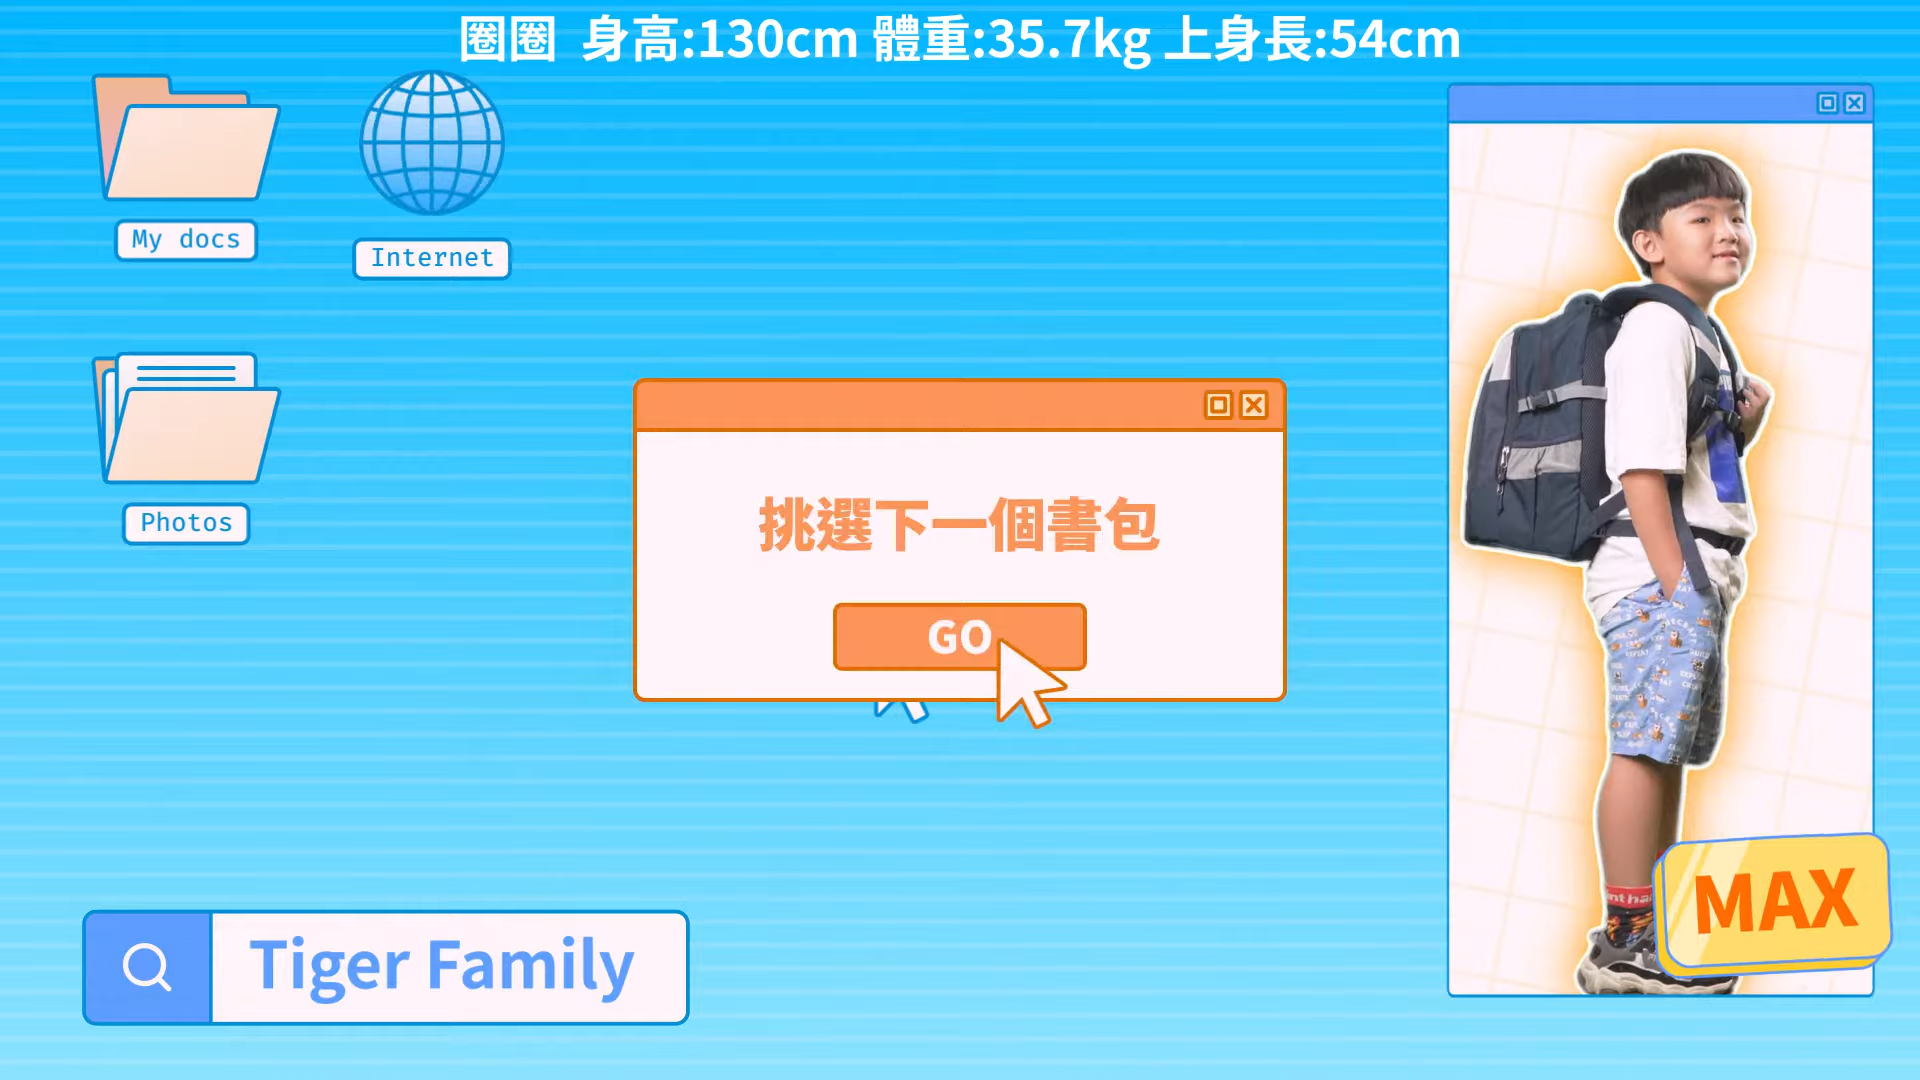 圈圈 身高:130cm 體重:35.7kg 上身長:54cm
My docs
Internet
Photos
挑選下一個書包
GO
Tiger Family
MAX